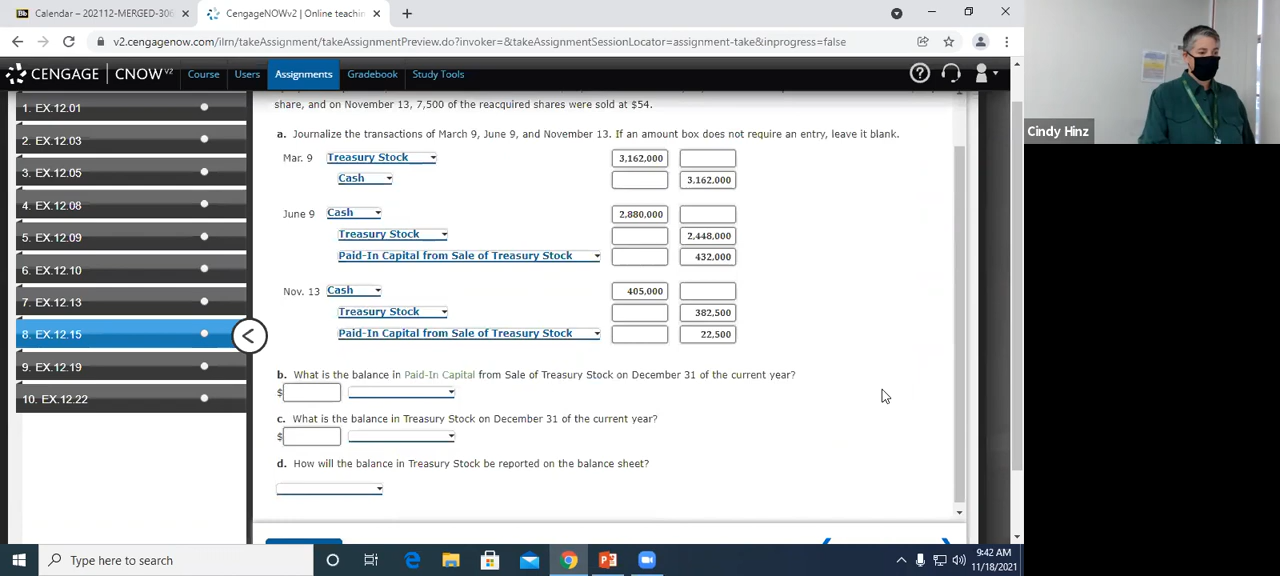 Calendar – 202112-MERGED-306
CengageNOWv2 | Online teachin
v2.cengagenow.com/ilrn/takeAssignment/takeAssignmentPreview.do?invoker=&takeAssignmentSessionLocator=assignment-take&inprogress=false
CENGAGE | CNOWv2 Course Users Assignments Gradebook Study Tools
1. EX.12.01
2. EX.12.03
3. EX.12.05
4. EX.12.08
5. EX.12.09
6. EX.12.10
7. EX.12.13
8. EX.12.15
9. EX.12.19
10. EX.12.22
share, and on November 13, 7,500 of the reacquired shares were sold at $54.
a. Journalize the transactions of March 9, June 9, and November 13. If an amount box does not require an entry, leave it blank.
Mar. 9 Treasury Stock 3,162,000
Cash 3,162,000
June 9 Cash 2,880,000
Treasury Stock 2,448,000
Paid-In Capital from Sale of Treasury Stock 432,000
Nov. 13 Cash 405,000
Treasury Stock 382,500
Paid-In Capital from Sale of Treasury Stock 22,500
b. What is the balance in Paid-In Capital from Sale of Treasury Stock on December 31 of the current year?
$
c. What is the balance in Treasury Stock on December 31 of the current year?
$
d. How will the balance in Treasury Stock be reported on the balance sheet?
Cindy Hinz
Type here to search
9:42 AM
11/18/2021